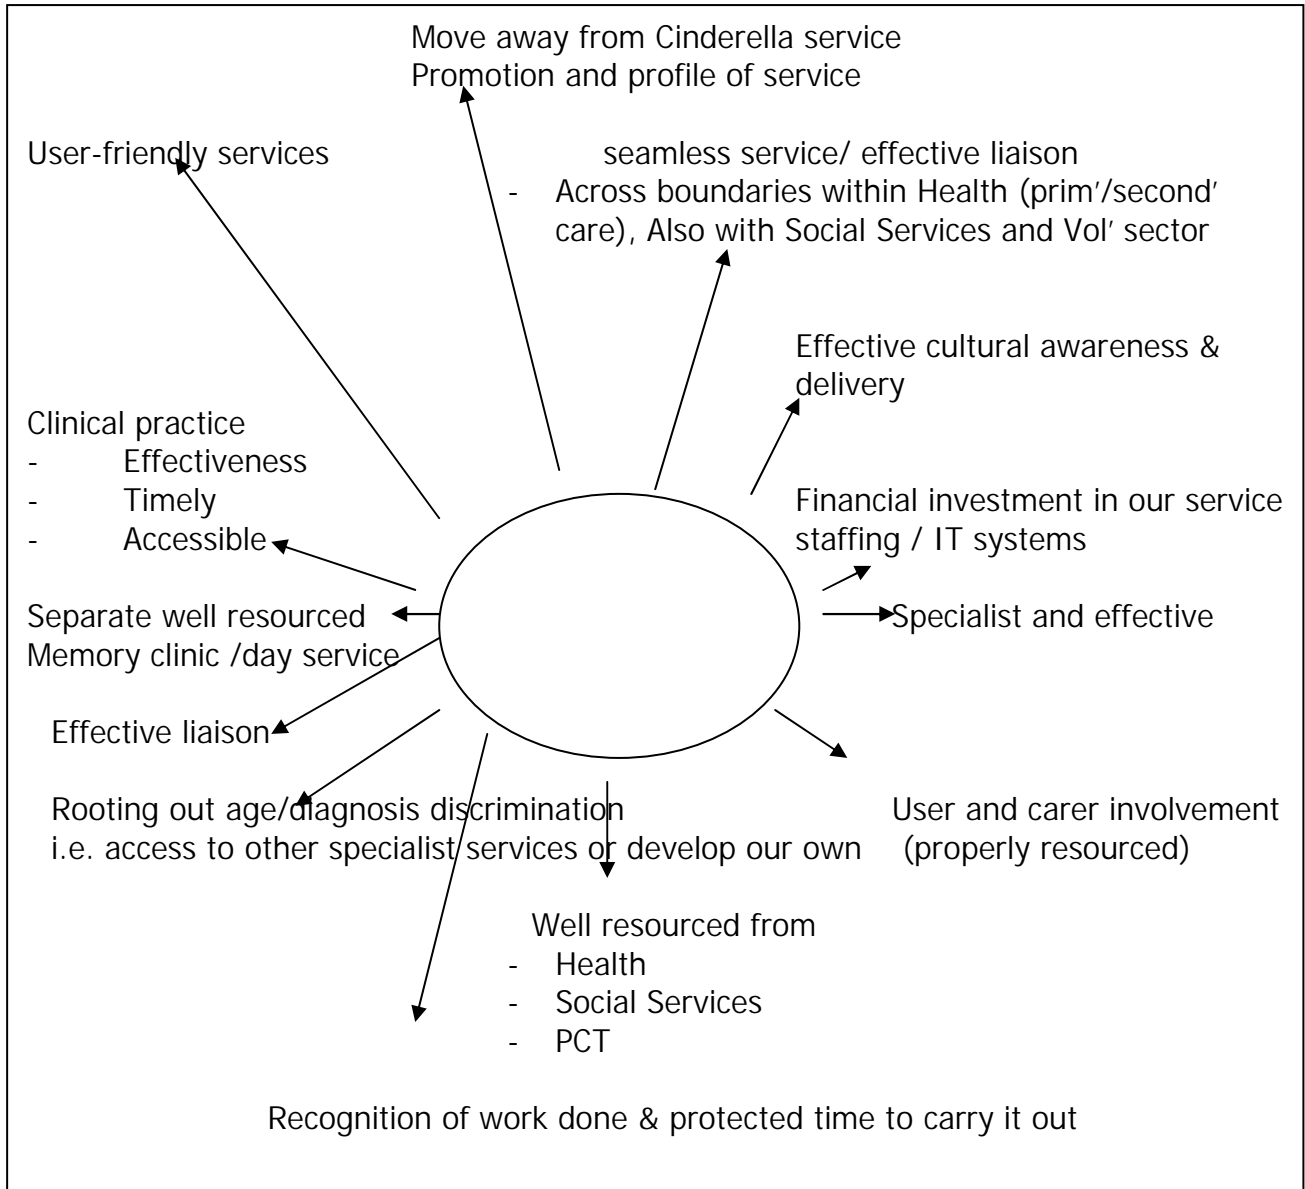 Move away from Cinderella service
Promotion and profile of service
User-friendly services
seamless service/ effective liaison
- Across boundaries within Health (prim’/second’
care), Also with Social Services and Vol’ sector
Effective cultural awareness &
delivery
Clinical practice
- Effectiveness
- Timely
- Accessible
Financial investment in our service
staffing / IT systems
Separate well resourced
Memory clinic /day service
Specialist and effective
Effective liaison
Rooting out age/diagnosis discrimination
i.e. access to other specialist services or develop our own
User and carer involvement
(properly resourced)
Well resourced from
- Health
- Social Services
- PCT
Recognition of work done & protected time to carry it out